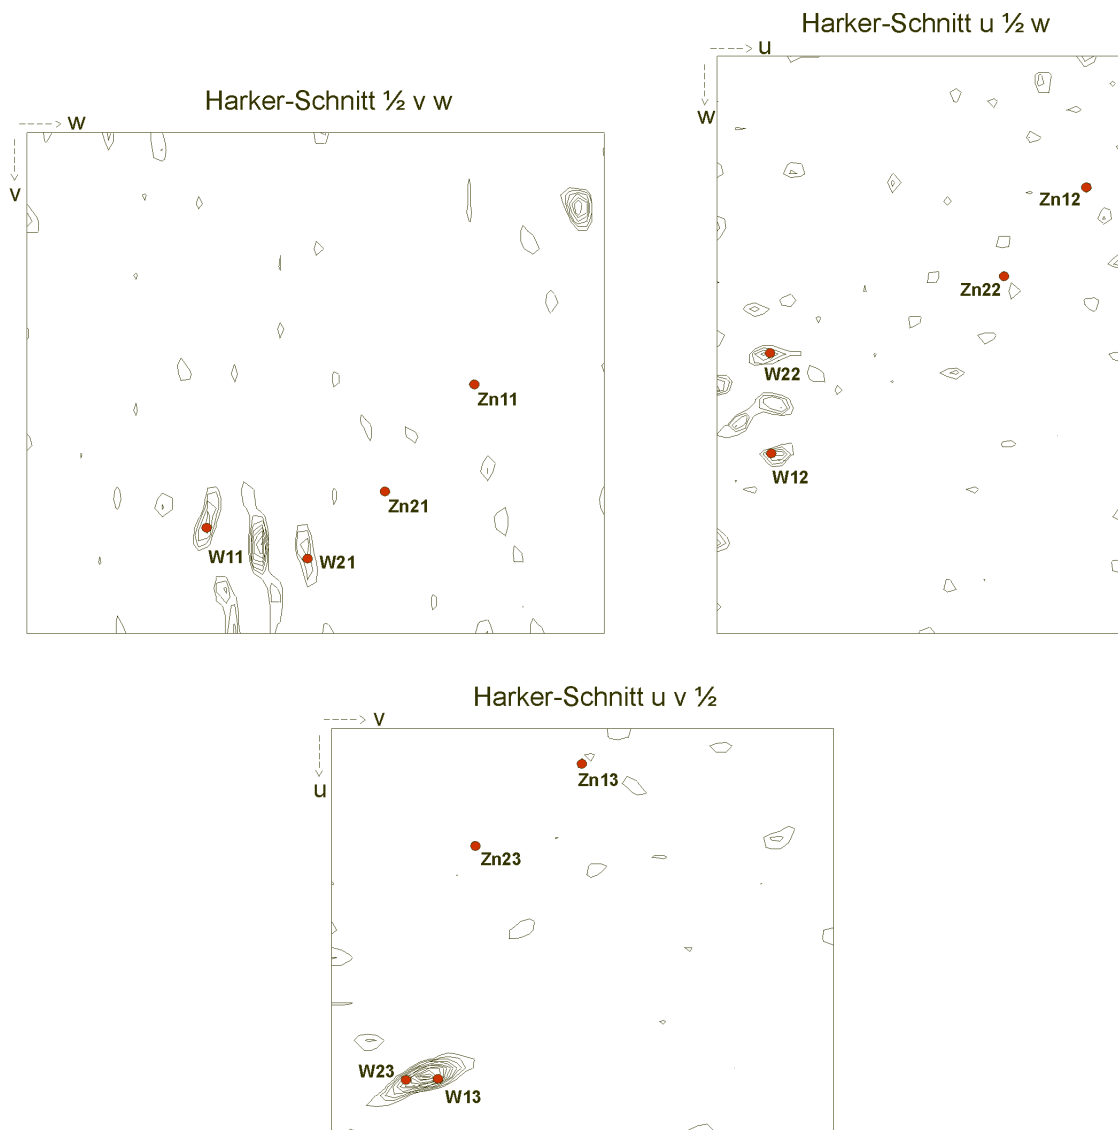 Harker-Schnitt u ½ w
u
w
Harker-Schnitt ½ v w
w
v
Zn12
Zn22
W22
Zn11
W12
Zn21
W11
W21
Harker-Schnitt u v ½
v
u
Zn13
Zn23
W23
W13